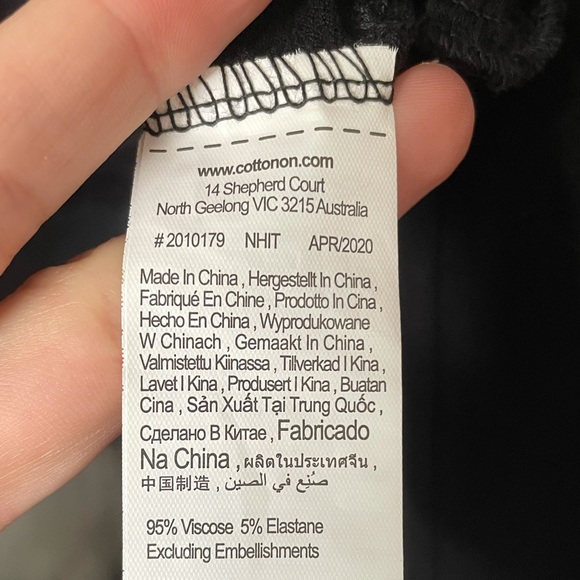 www.cottonon.com
14 Shepherd Court
North Geelong VIC 3215 Australia
#2010179 NHIT APR/2020
Made In China , Hergestellt In China ,
Fabriqué En Chine , Prodotto In Cina ,
Hecho En China , Wyprodukowane
W Chinach , Gemaakt In China ,
Valmistettu Kiinassa , Tillverkad I Kina ,
Lavet I Kina , Produsert I Kina , Buatan
Cina , Sản Xuất Tại Trung Quốc ,
Сделано В Китае , Fabricado
Na China , ผลิตในประเทศจีน ,
中国制造 , صُنِع في الصين
95% Viscose 5% Elastane
Excluding Embellishments